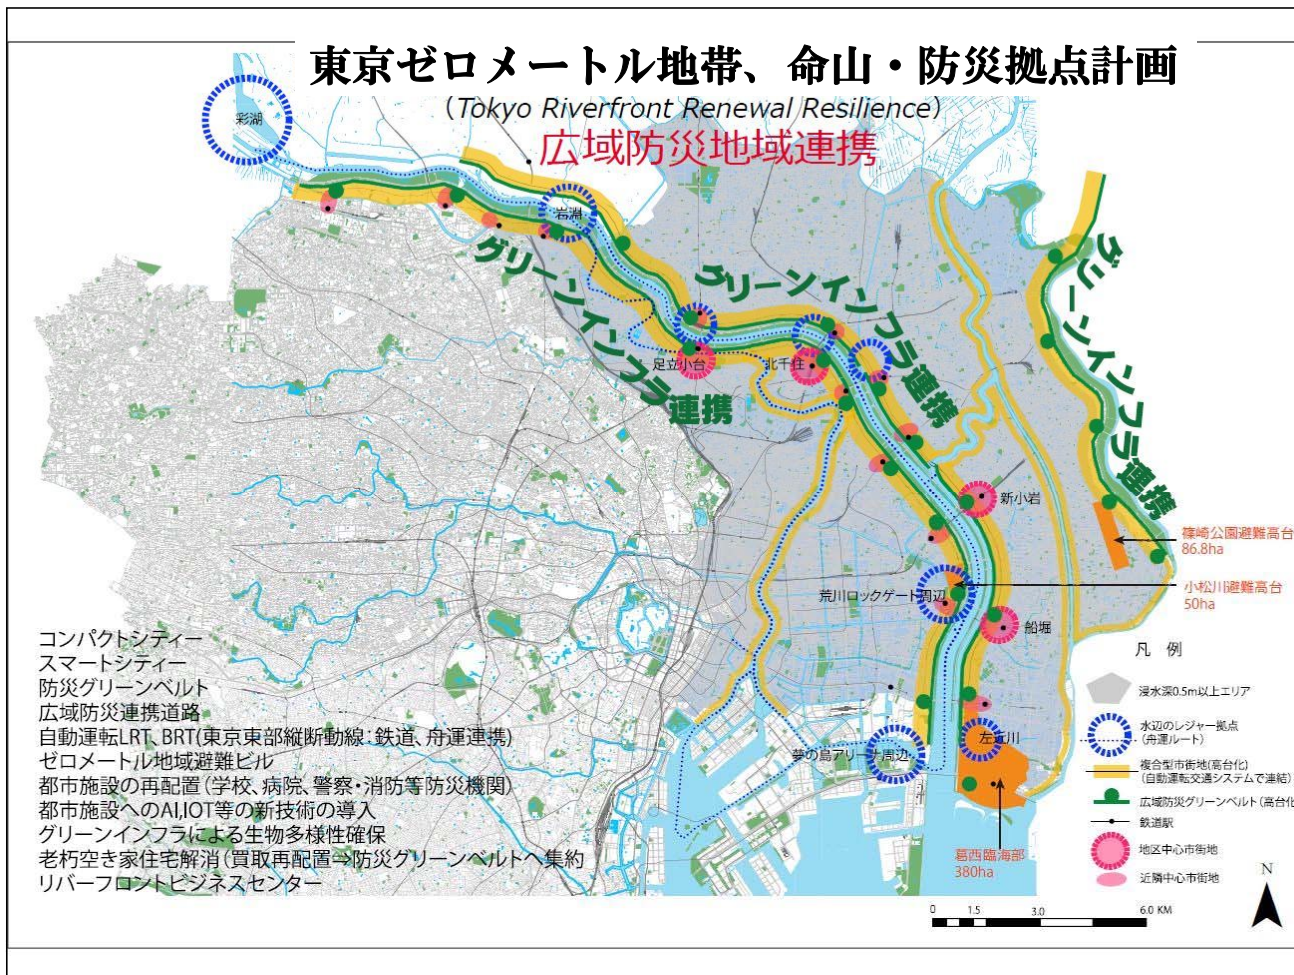 東京ゼロメートル地帯、命山・防災拠点計画
(Tokyo Riverfront Renewal/Resilience)
広域防災地域連携
彩湖
岩淵
グリーンインフラ連携
グリーンインフラ連携
グリーンインフラ連携
足立小台
北千住
新小岩
篠崎公園避難高台
86.8ha
小松川避難高台
50ha
荒川ロックゲート周辺
船堀
左近川
夢の島アリーナ周辺
葛西臨海部
380ha
コンパクトシティー
スマートシティー
防災グリーンベルト
広域防災連携道路
自動運転LRT、BRT(東京東部縦断動線:鉄道、舟運連携)
ゼロメートル地域避難ビル
都市施設の再配置(学校、病院、警察・消防等防災機関)
都市施設へのAI,IOT等の新技術の導入
グリーンインフラによる生物多様性確保
老朽空き家住宅解消(買取再配置→防災グリーンベルトへ集約
リバーフロントビジネスセンター
凡 例
浸水深0.5m以上エリア
水辺のレジャー拠点
(舟運ルート)
複合型市街地(高台化)
(自動運転交通システムで連結)
広域防災グリーンベルト(高台化
鉄道駅
地区中心市街地
近隣中心市街地
N
0 1.5 3.0 6.0 KM